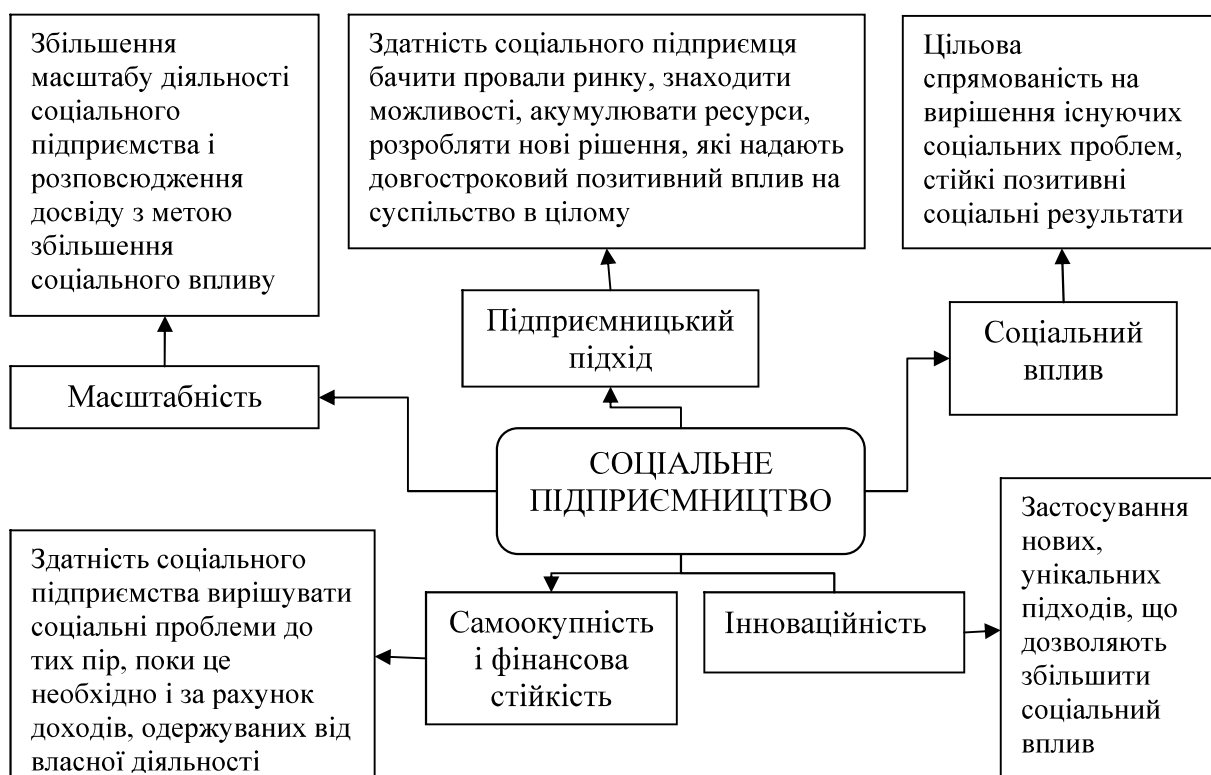 Збільшення
масштабу діяльності
соціального
підприємства і
розповсюдження
досвіду з метою
збільшення
соціального впливу
Здатність соціального підприємця
бачити провали ринку, знаходити
можливості, акумулювати ресурси,
розробляти нові рішення, які надають
довгостроковий позитивний вплив на
суспільство в цілому
Цільова
спрямованість на
вирішення існуючих
соціальних проблем,
стійкі позитивні
соціальні результати
Масштабність
Підприємницький
підхід
Соціальний
вплив
СОЦІАЛЬНЕ
ПІДПРИЄМНИЦТВО
Здатність соціального
підприємства вирішувати
соціальні проблеми до
тих пір, поки це
необхідно і за рахунок
доходів, одержуваних від
власної діяльності
Самоокупність
і фінансова
стійкість
Інноваційність
Застосування
нових,
унікальних
підходів, що
дозволяють
збільшити
соціальний
вплив